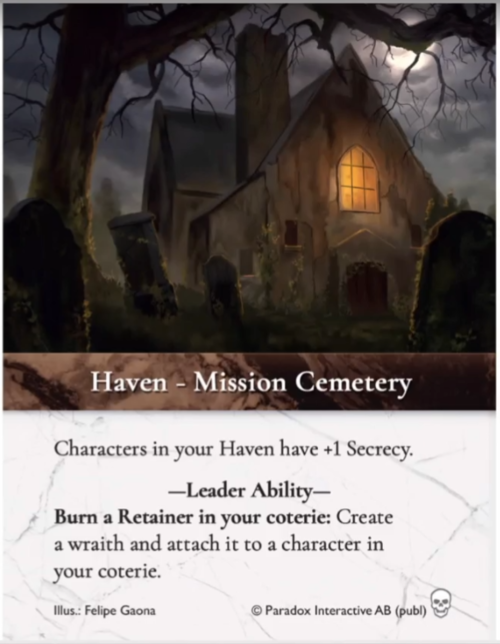 Haven - Mission Cemetery
Characters in your Haven have +1 Secrecy.
—Leader Ability—
Burn a Retainer in your coterie: Create
a wraith and attach it to a character in
your coterie.
Illus.: Felipe Gaona
© Paradox Interactive AB (publ)